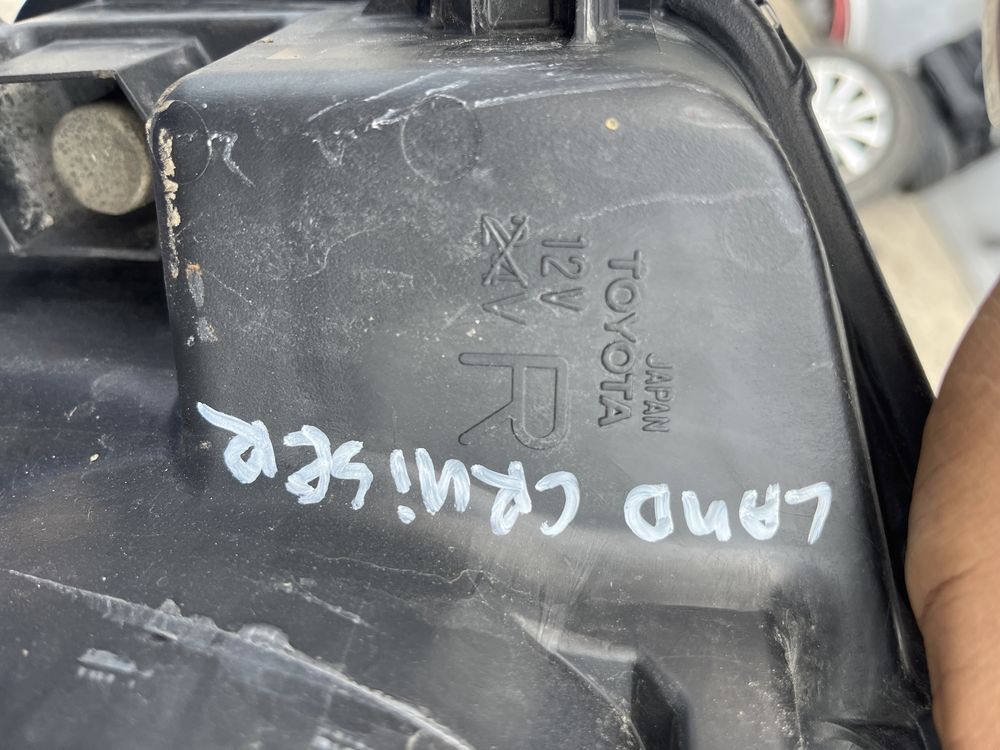 JAPAN
TOYOTA
12V
24V
R
LAND CRUiSER